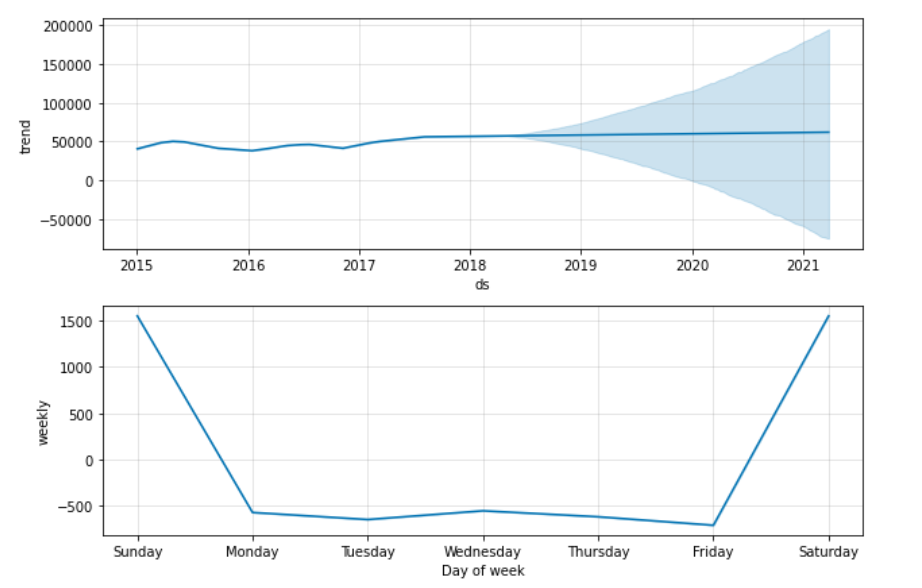 200000
150000
100000
50000
0
−50000
trend
2015 2016 2017 2018 2019 2020 2021
ds
1500
1000
500
0
−500
weekly
Sunday Monday Tuesday Wednesday Thursday Friday Saturday
Day of week